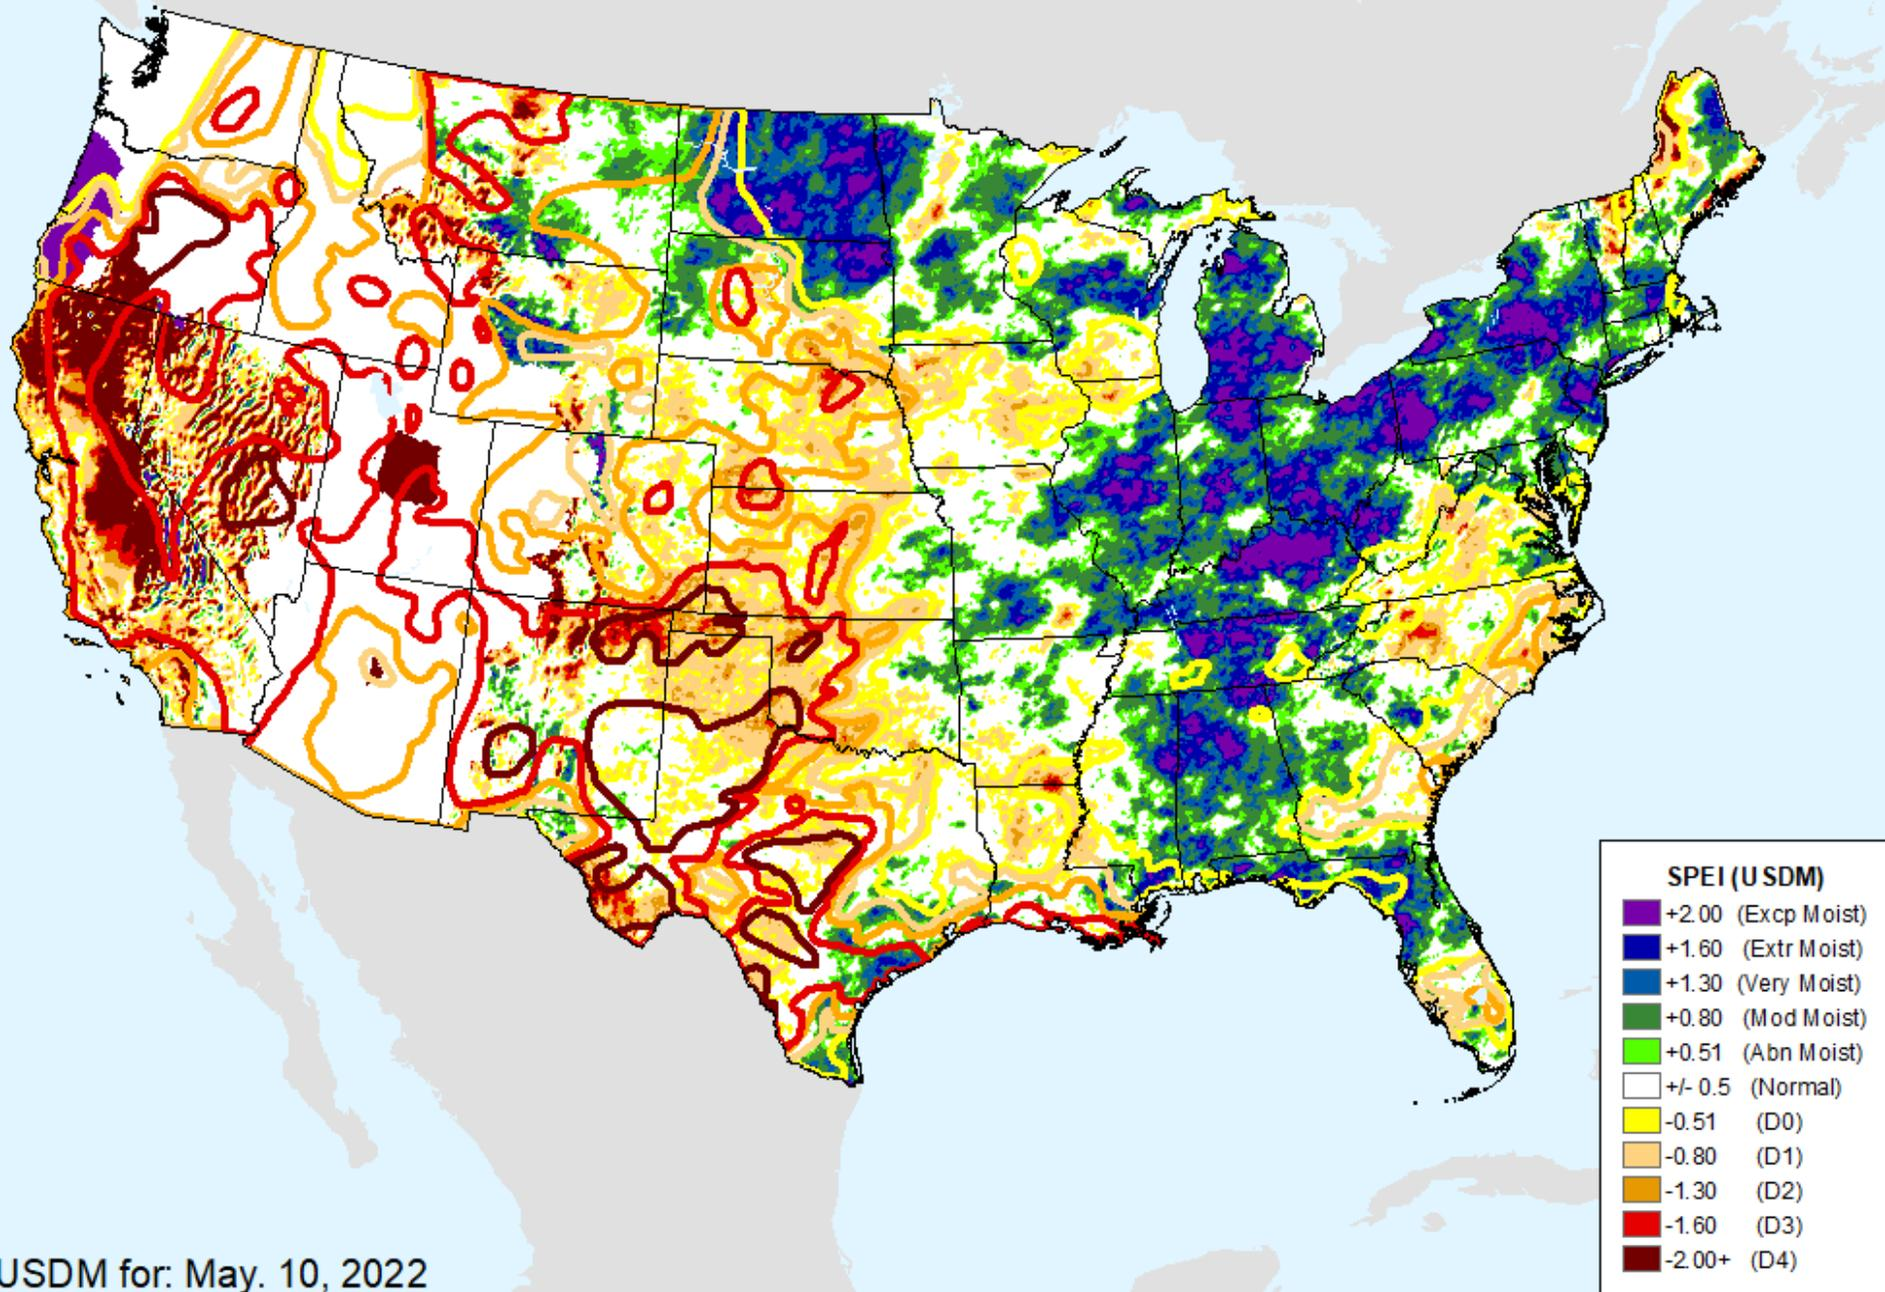 SPEI (USDM)
+2.00 (Excp Moist)
+1.60 (Extr Moist)
+1.30 (Very Moist)
+0.80 (Mod Moist)
+0.51 (Abn Moist)
+/- 0.5 (Normal)
-0.51 (D0)
-0.80 (D1)
-1.30 (D2)
-1.60 (D3)
-2.00+ (D4)
USDM for: May. 10, 2022